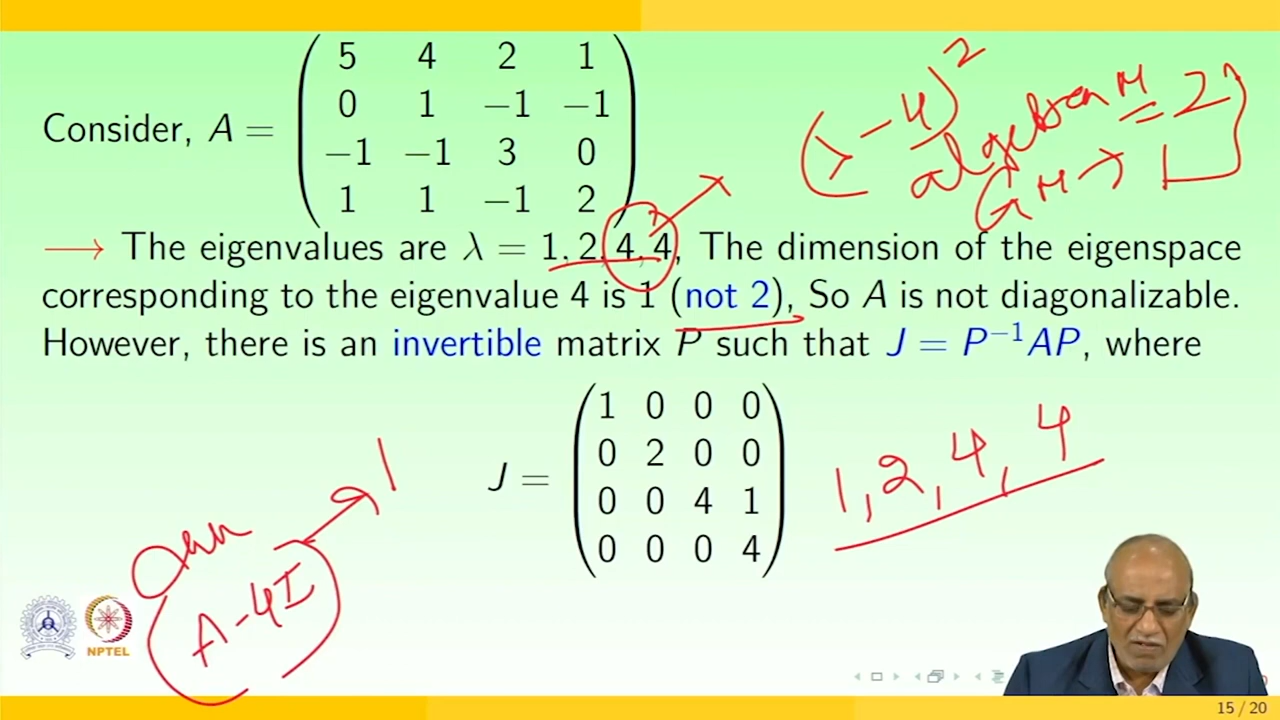 Consider, A = ( 5 4 2 1
0 1 −1 −1
−1 −1 3 0
1 1 −1 2 )
(λ − 4)²
algebra M = 2
GM → 1
⟶ The eigenvalues are λ = 1, 2, 4, 4, The dimension of the eigenspace
corresponding to the eigenvalue 4 is 1 (not 2), So A is not diagonalizable.
However, there is an invertible matrix P such that J = P⁻¹AP, where
J = ( 1 0 0 0
0 2 0 0
0 0 4 1
0 0 0 4 )
1, 2, 4, 4
1
A-4I
NPTEL
15 / 20